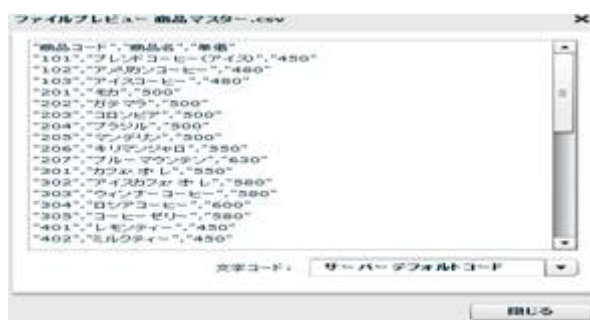 ファイルプレビュー 商品マスター.csv
"商品コード","商品名","単価"
"101","ブレンドコーヒー(アイス)","450"
"102","アメリカンコーヒー","480"
"103","アイスコーヒー","480"
"201","モカ","500"
"202","ガテマラ","500"
"203","コロンビア","500"
"204","ブラジル","500"
"205","マンデリン","500"
"206","キリマンジャロ","550"
"207","ブルーマウンテン","630"
"301","カフェ・オ・レ","550"
"302","アイスカフェ・オ・レ","580"
"303","ウィンナーコーヒー","580"
"304","ロシアコーヒー","600"
"305","コーヒーゼリー","580"
"401","レモンティー","450"
"402","ミルクティー","450"
文字コード: サーバーデフォルトコード
閉じる